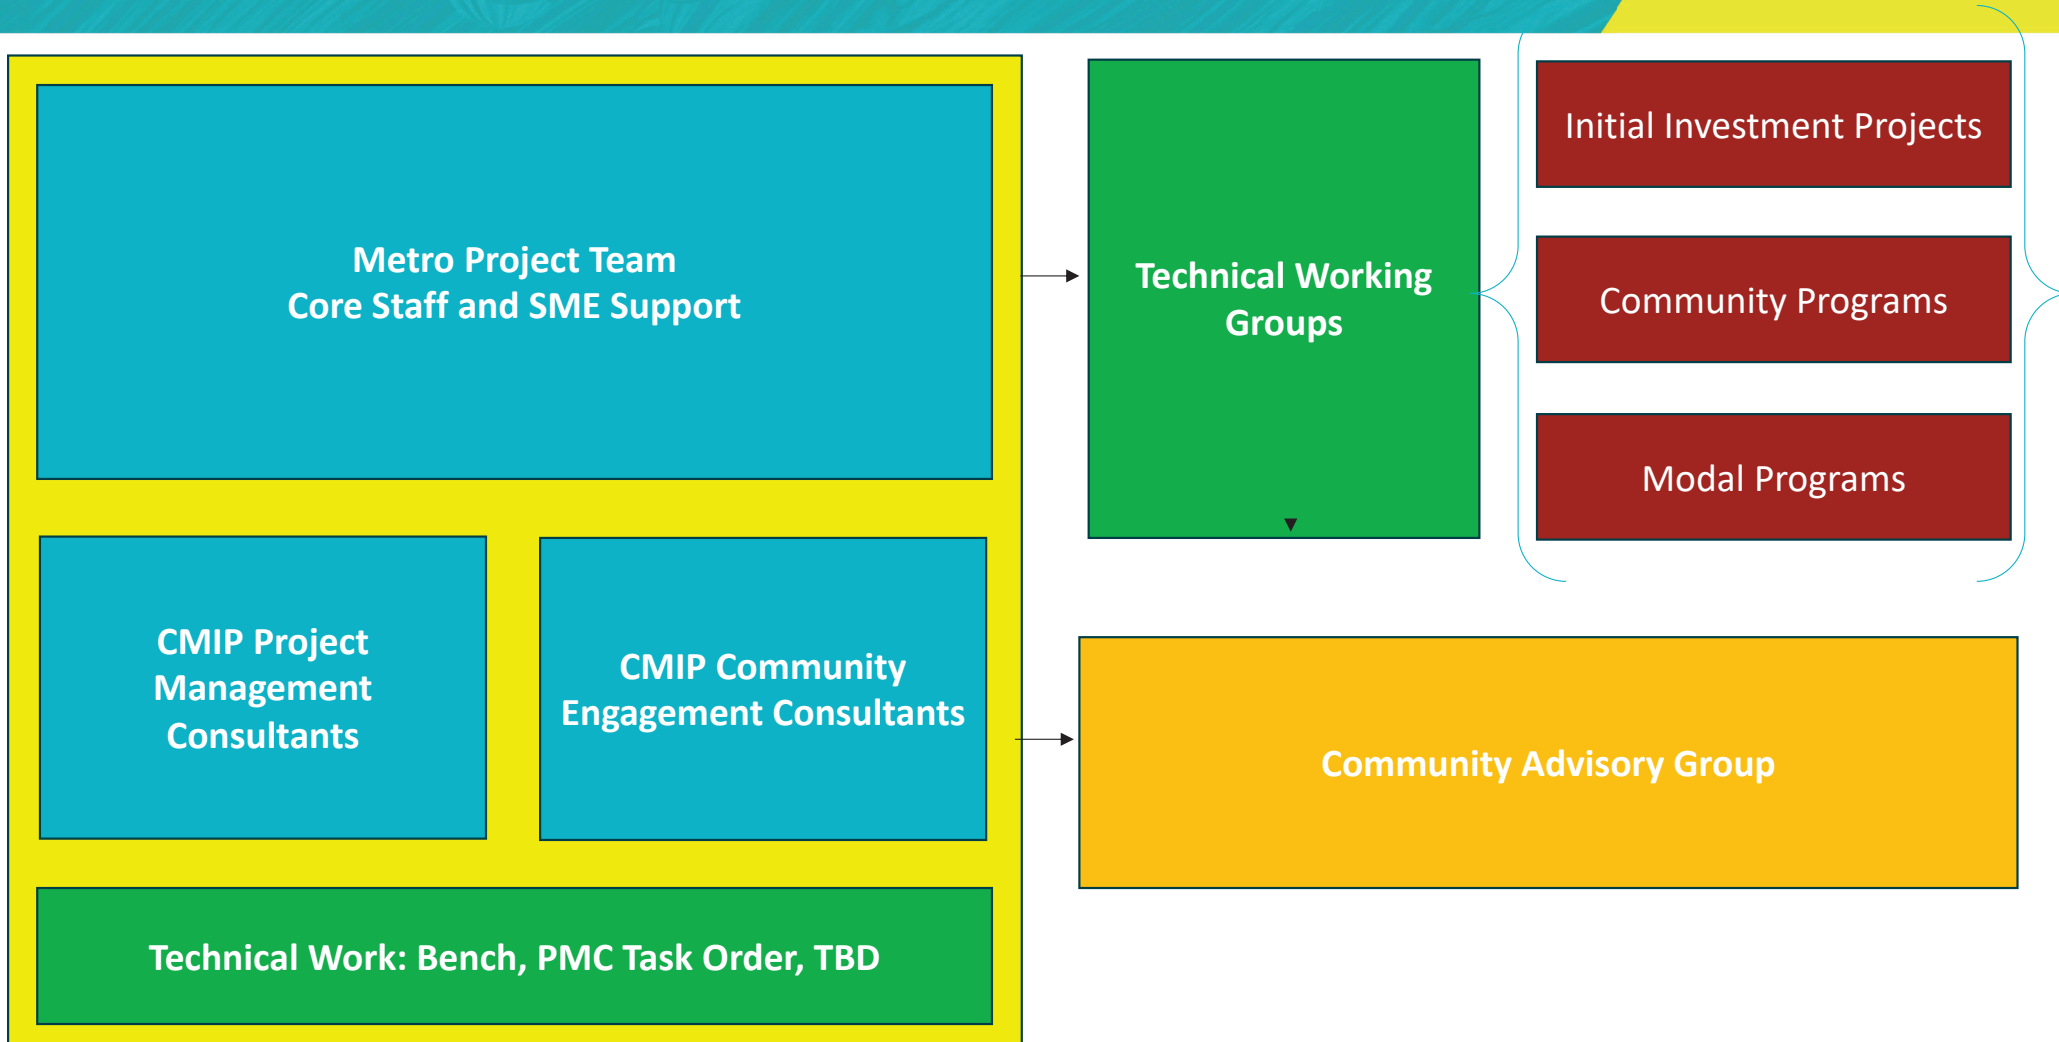 Metro Project Team
Core Staff and SME Support
CMIP Project
Management
Consultants
CMIP Community
Engagement Consultants
Technical Work: Bench, PMC Task Order, TBD
Technical Working
Groups
Initial Investment Projects
Community Programs
Modal Programs
Community Advisory Group